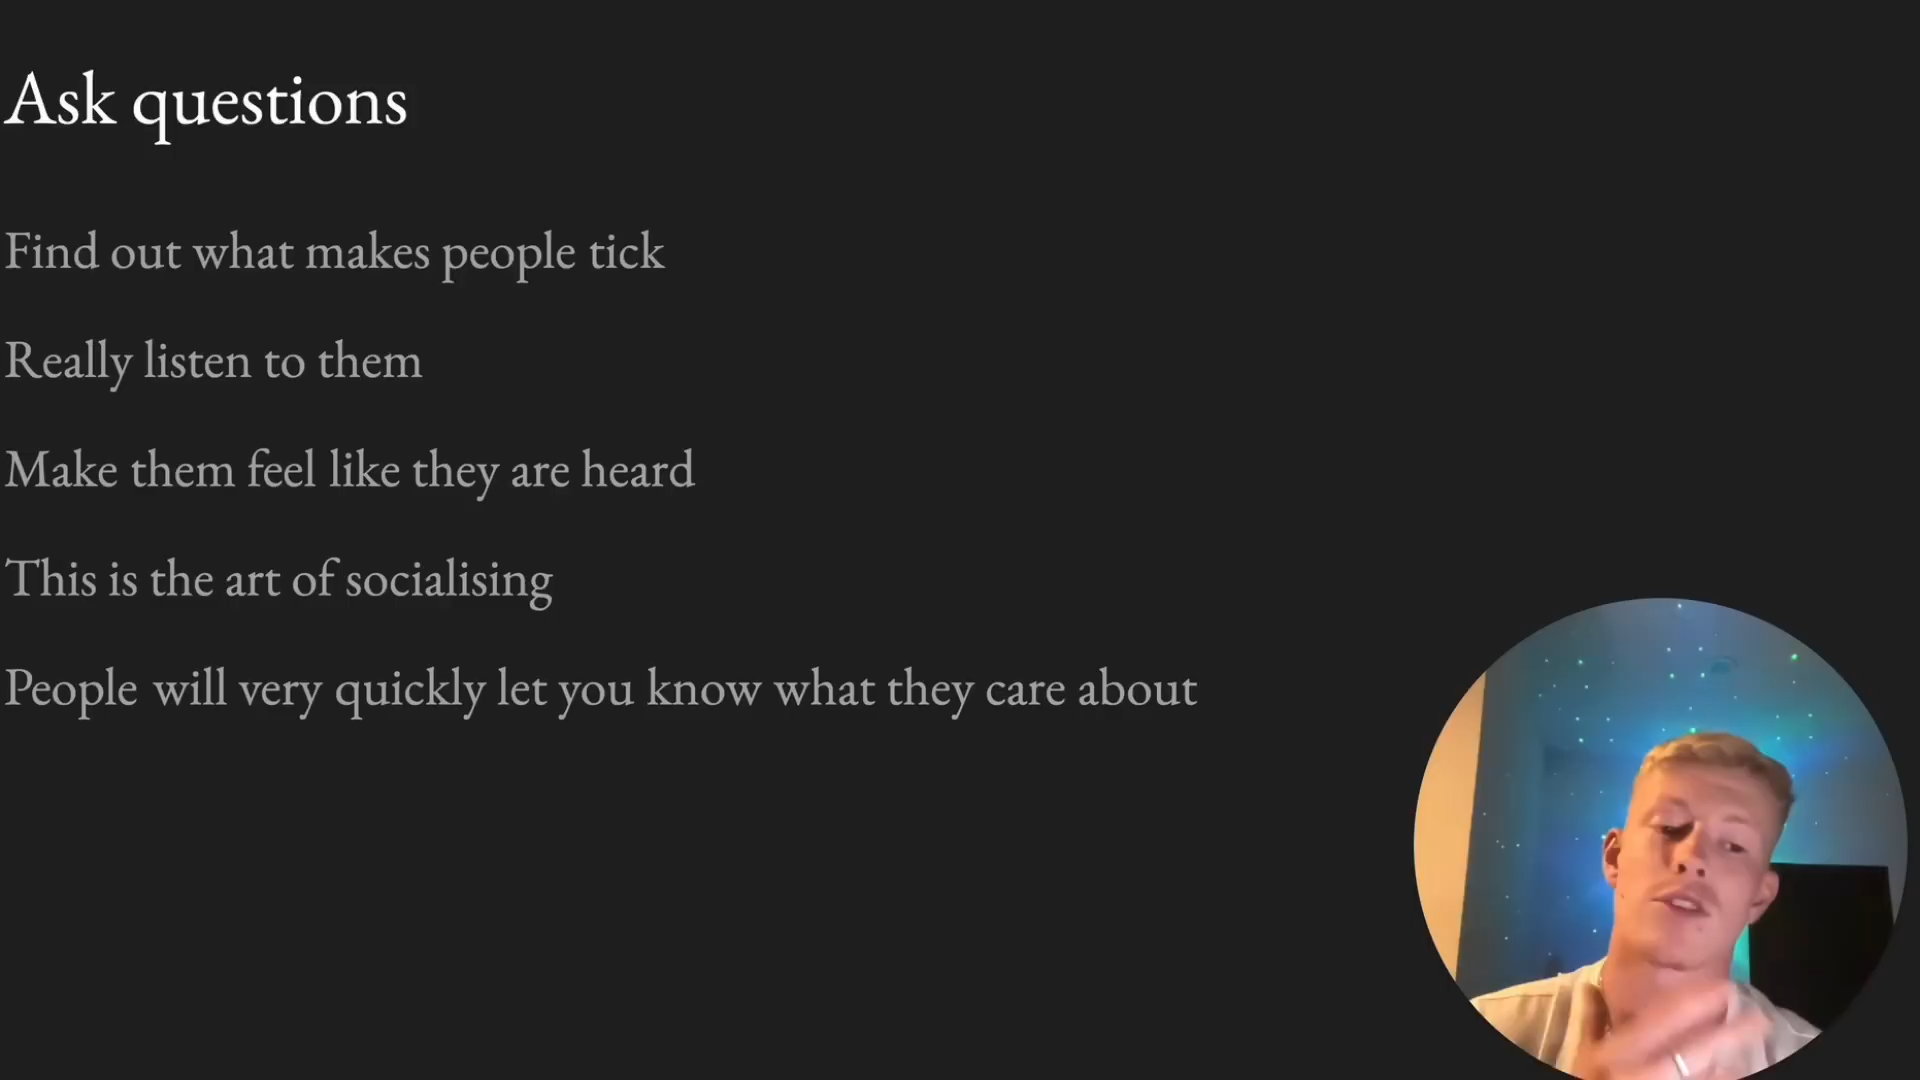 Ask questions
Find out what makes people tick
Really listen to them
Make them feel like they are heard
This is the art of socialising
People will very quickly let you know what they care about